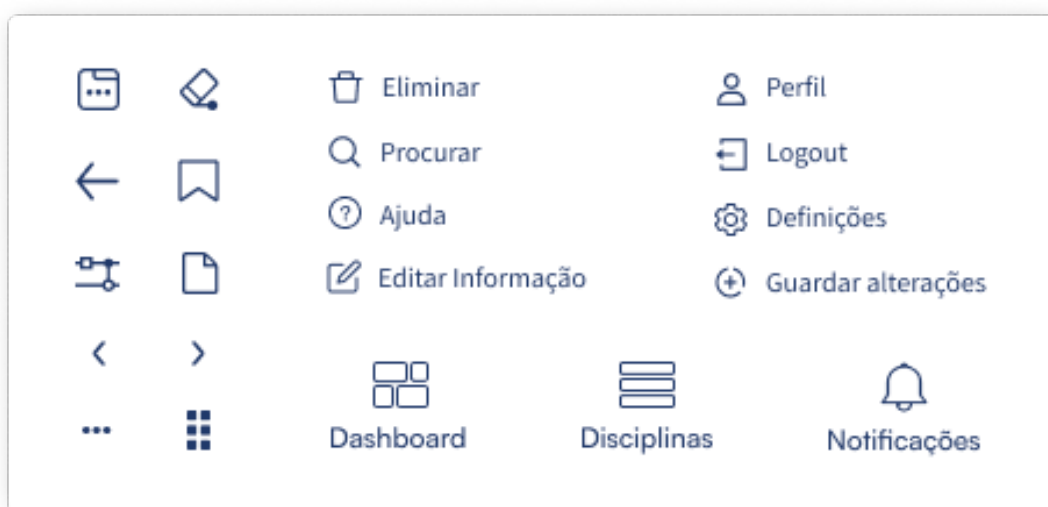 Eliminar
Procurar
Ajuda
Editar Informação
Perfil
Logout
Definições
Guardar alterações
Dashboard
Disciplinas
Notificações